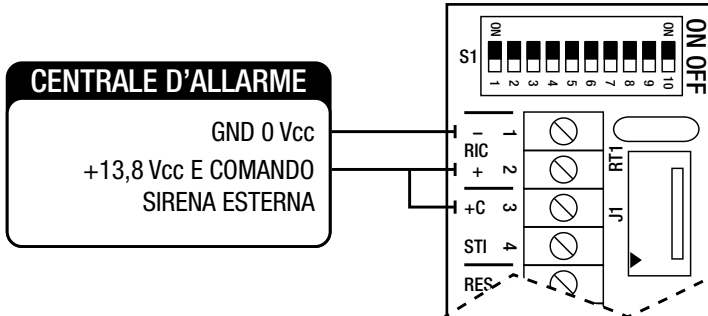 CENTRALE D'ALLARME
GND 0 Vcc
+13,8 Vcc E COMANDO
SIRENA ESTERNA
S1
ON ON
1 2 3 4 5 6 7 8 9 10
ON OFF
- 1
RIC
+ 2
+C 3
STI 4
RES
RT1
J1